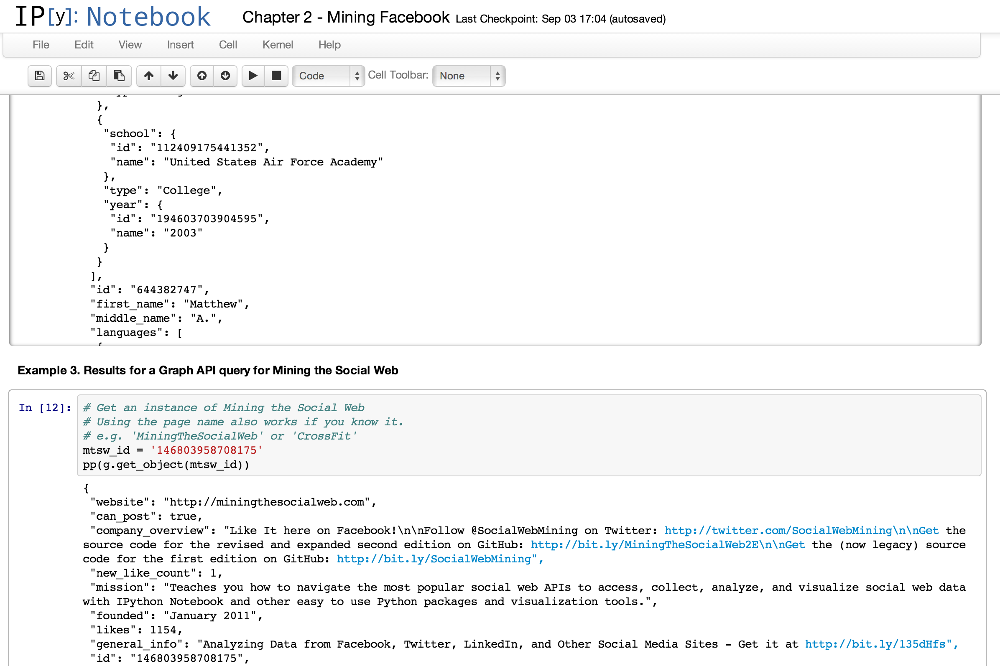 IP[y]: Notebook Chapter 2 - Mining Facebook Last Checkpoint: Sep 03 17:04 (autosaved)
File Edit View Insert Cell Kernel Help
Code Cell Toolbar: None
},
{
"school": {
"id": "112409175441352",
"name": "United States Air Force Academy"
},
"type": "College",
"year": {
"id": "194603703904595",
"name": "2003"
}
}
],
"id": "644382747",
"first_name": "Matthew",
"middle_name": "A.",
"languages": [
{
Example 3. Results for a Graph API query for Mining the Social Web
In [12]: # Get an instance of Mining the Social Web
# Using the page name also works if you know it.
# e.g. 'MiningTheSocialWeb' or 'CrossFit'
mtsw_id = '146803958708175'
pp(g.get_object(mtsw_id))
{
"website": "http://miningthesocialweb.com",
"can_post": true,
"company_overview": "Like It here on Facebook!\n\nFollow @SocialWebMining on Twitter: http://twitter.com/SocialWebMining\n\nGet the
source code for the revised and expanded second edition on GitHub: http://bit.ly/MiningTheSocialWeb2E\n\nGet the (now legacy) source
code for the first edition on GitHub: http://bit.ly/SocialWebMining",
"new_like_count": 1,
"mission": "Teaches you how to navigate the most popular social web APIs to access, collect, analyze, and visualize social web data
with IPython Notebook and other easy to use Python packages and visualization tools.",
"founded": "January 2011",
"likes": 1154,
"general_info": "Analyzing Data from Facebook, Twitter, LinkedIn, and Other Social Media Sites - Get it at http://bit.ly/135dHfs",
"id": "146803958708175",